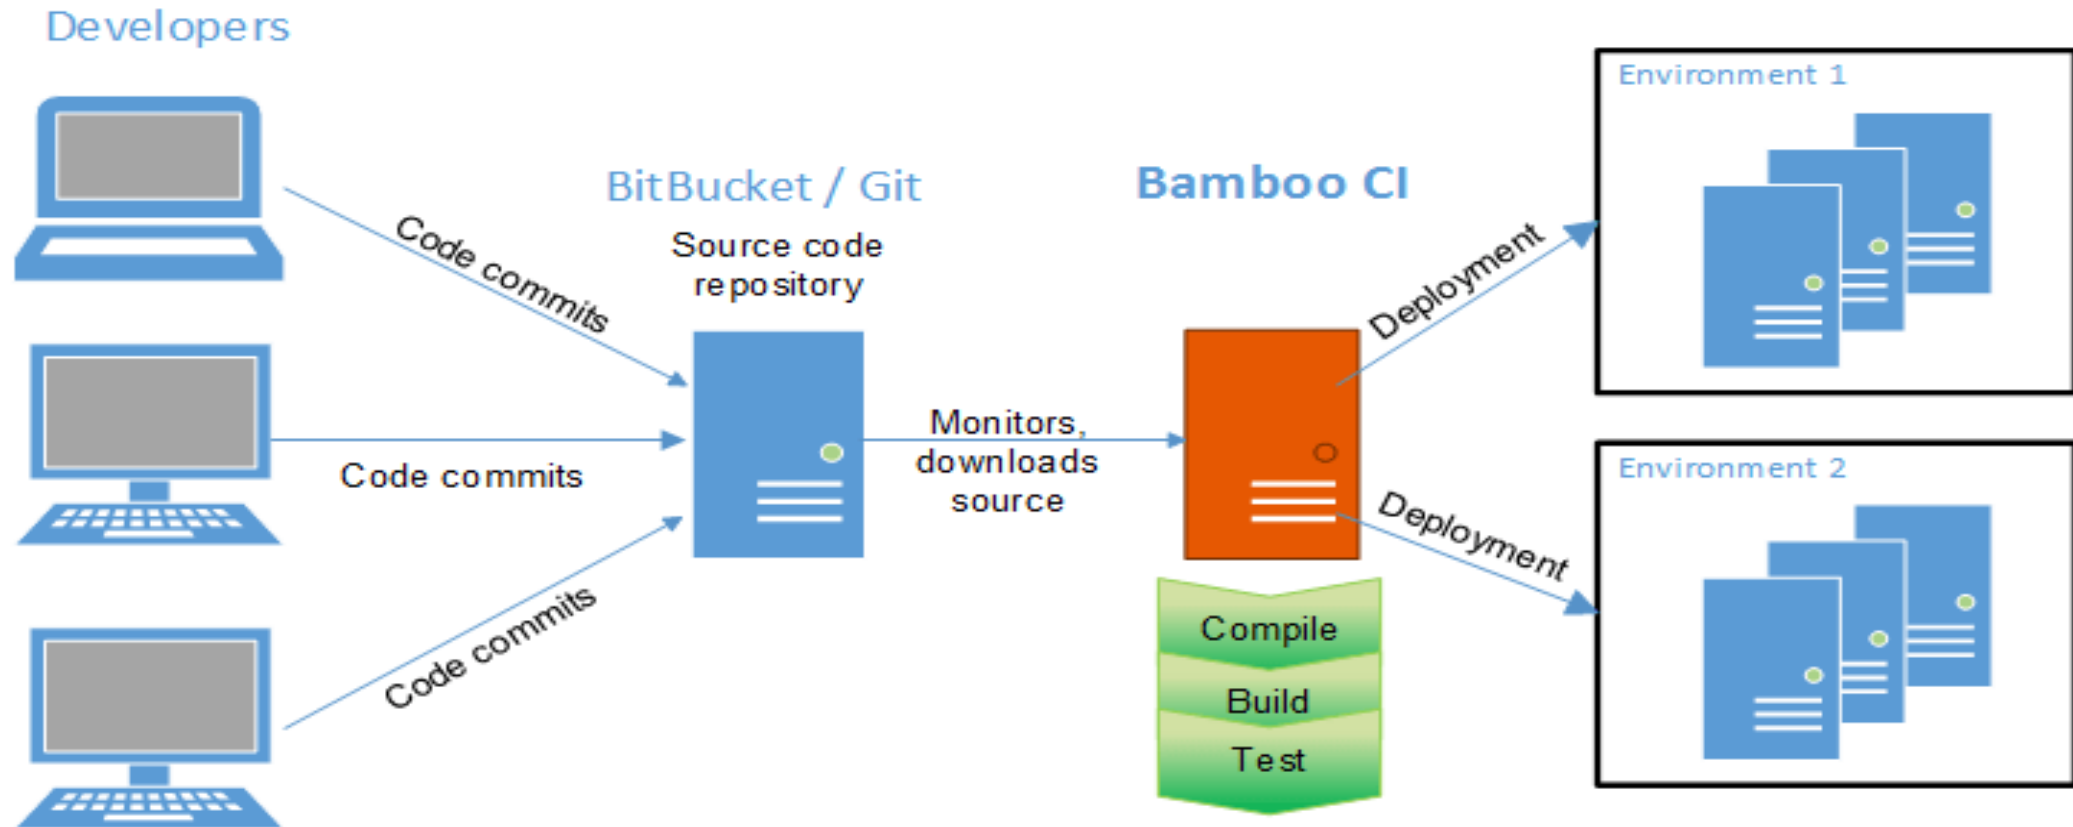 Developers
Code commits
Code commits
Code commits
BitBucket / Git
Source code
repository
Monitors,
downloads
source
Bamboo CI
Compile
Build
Test
Deployment
Deployment
Environment 1
Environment 2